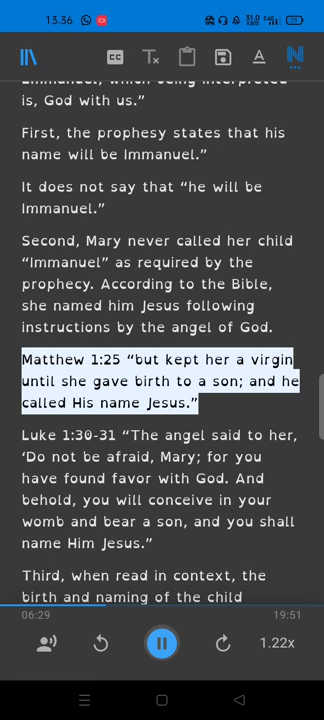 13.36
CC
T
A
N
Emmanuel, which being interpreted
is, God with us.”
First, the prophesy states that his
name will be Immanuel.”
It does not say that “he will be
Immanuel.”
Second, Mary never called her child
“Immanuel” as required by the
prophecy. According to the Bible,
she named him Jesus following
instructions by the angel of God.
Matthew 1:25 “but kept her a virgin
until she gave birth to a son; and he
called His name Jesus.”
Luke 1:30-31 “The angel said to her,
‘Do not be afraid, Mary; for you
have found favor with God. And
behold, you will conceive in your
womb and bear a son, and you shall
name Him Jesus.”
Third, when read in context, the
birth and naming of the child
06:29 19:51
1.22x